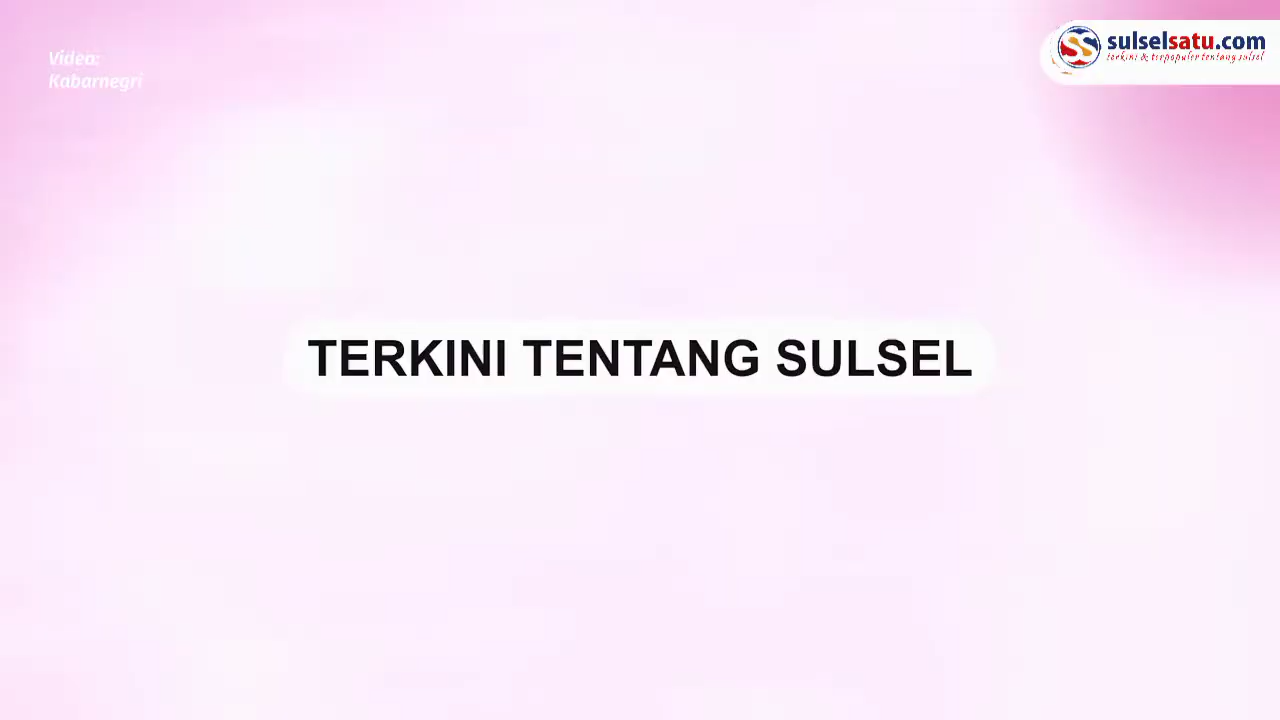 Video:
Kabarnegri
sulselsatu.com
terkini & terpopuler tentang sulsel
TERKINI TENTANG SULSEL